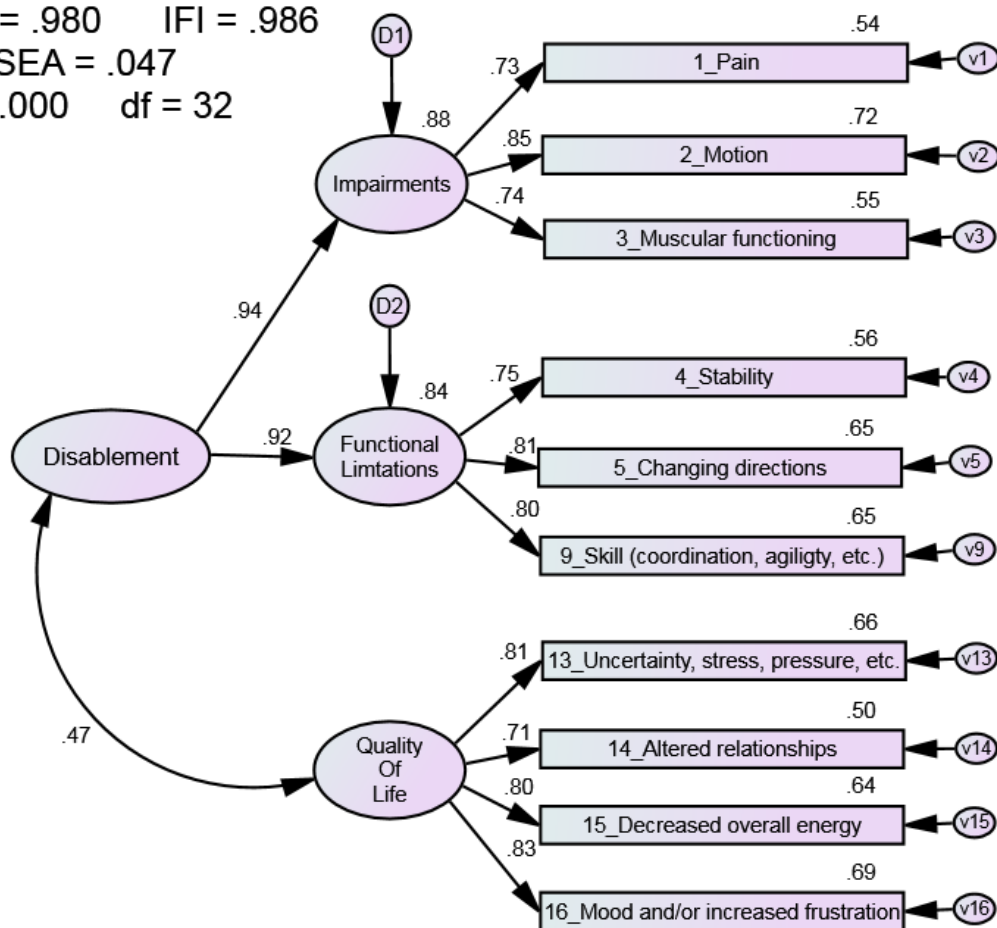 = .980 IFI = .986
SEA = .047
.000 df = 32
D1
.54
.73
1_Pain
v1
.88
.72
.85
2_Motion
v2
Impairments
.74
.55
3_Muscular functioning
v3
.94
D2
.56
.75
4_Stability
v4
.84
.92
Functional
Limtations
.65
.81
5_Changing directions
v5
Disablement
.80
.65
9_Skill (coordination, agiligty, etc.)
v9
.66
.81
13_Uncertainty, stress, pressure, etc.
v13
.47
.50
.71
14_Altered relationships
v14
Quality
Of
Life
.80
.64
15_Decreased overall energy
v15
.83
.69
16_Mood and/or increased frustration
v16